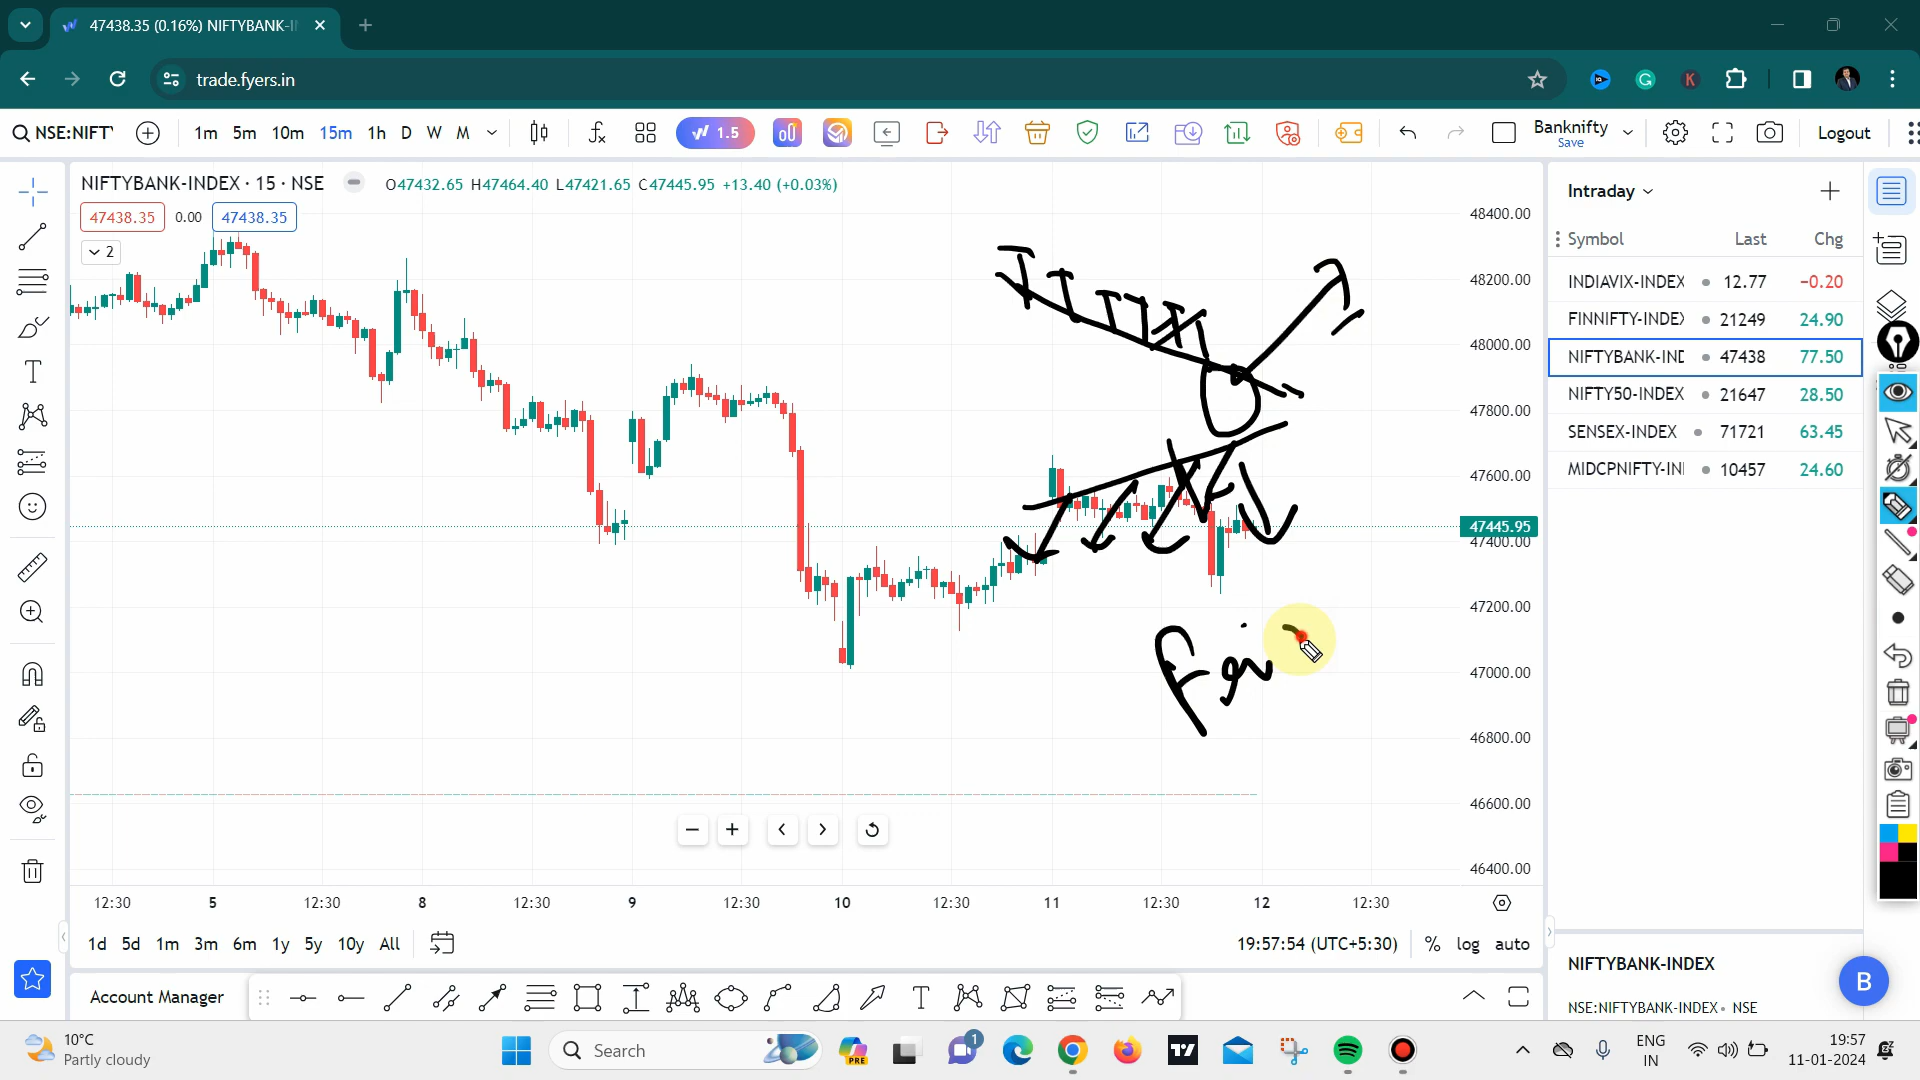 47438.35 (0.16%) NIFTYBANK-I
trade.fyers.in
NSE:NIFT
1m 5m 10m 15m 1h D W M
1.5
Banknifty
Save
Logout
NIFTYBANK-INDEX · 15 · NSE
O47432.65 H47464.40 L47421.65 C47445.95 +13.40 (+0.03%)
47438.35 0.00 47438.35
2
48400.00
48200.00
48000.00
47800.00
47600.00
47445.95
47400.00
47200.00
47000.00
46800.00
46600.00
46400.00
12:30 5 12:30 8 12:30 9 12:30 10 12:30 11 12:30 12 12:30
1d 5d 1m 3m 6m 1y 5y 10y All
19:57:54 (UTC+5:30) % log auto
Account Manager
Intraday
Symbol Last Chg
INDIAVIX-INDEX 12.77 −0.20
FINNIFTY-INDEX 21249 24.90
NIFTYBANK-IND 47438 77.50
NIFTY50-INDEX 21647 28.50
SENSEX-INDEX 71721 63.45
MIDCPNIFTY-IN 10457 24.60
NIFTYBANK-INDEX
NSE:NIFTYBANK-INDEX • NSE
B
10°C
Partly cloudy
Search
PRE
1
ENG
IN
19:57
11-01-2024